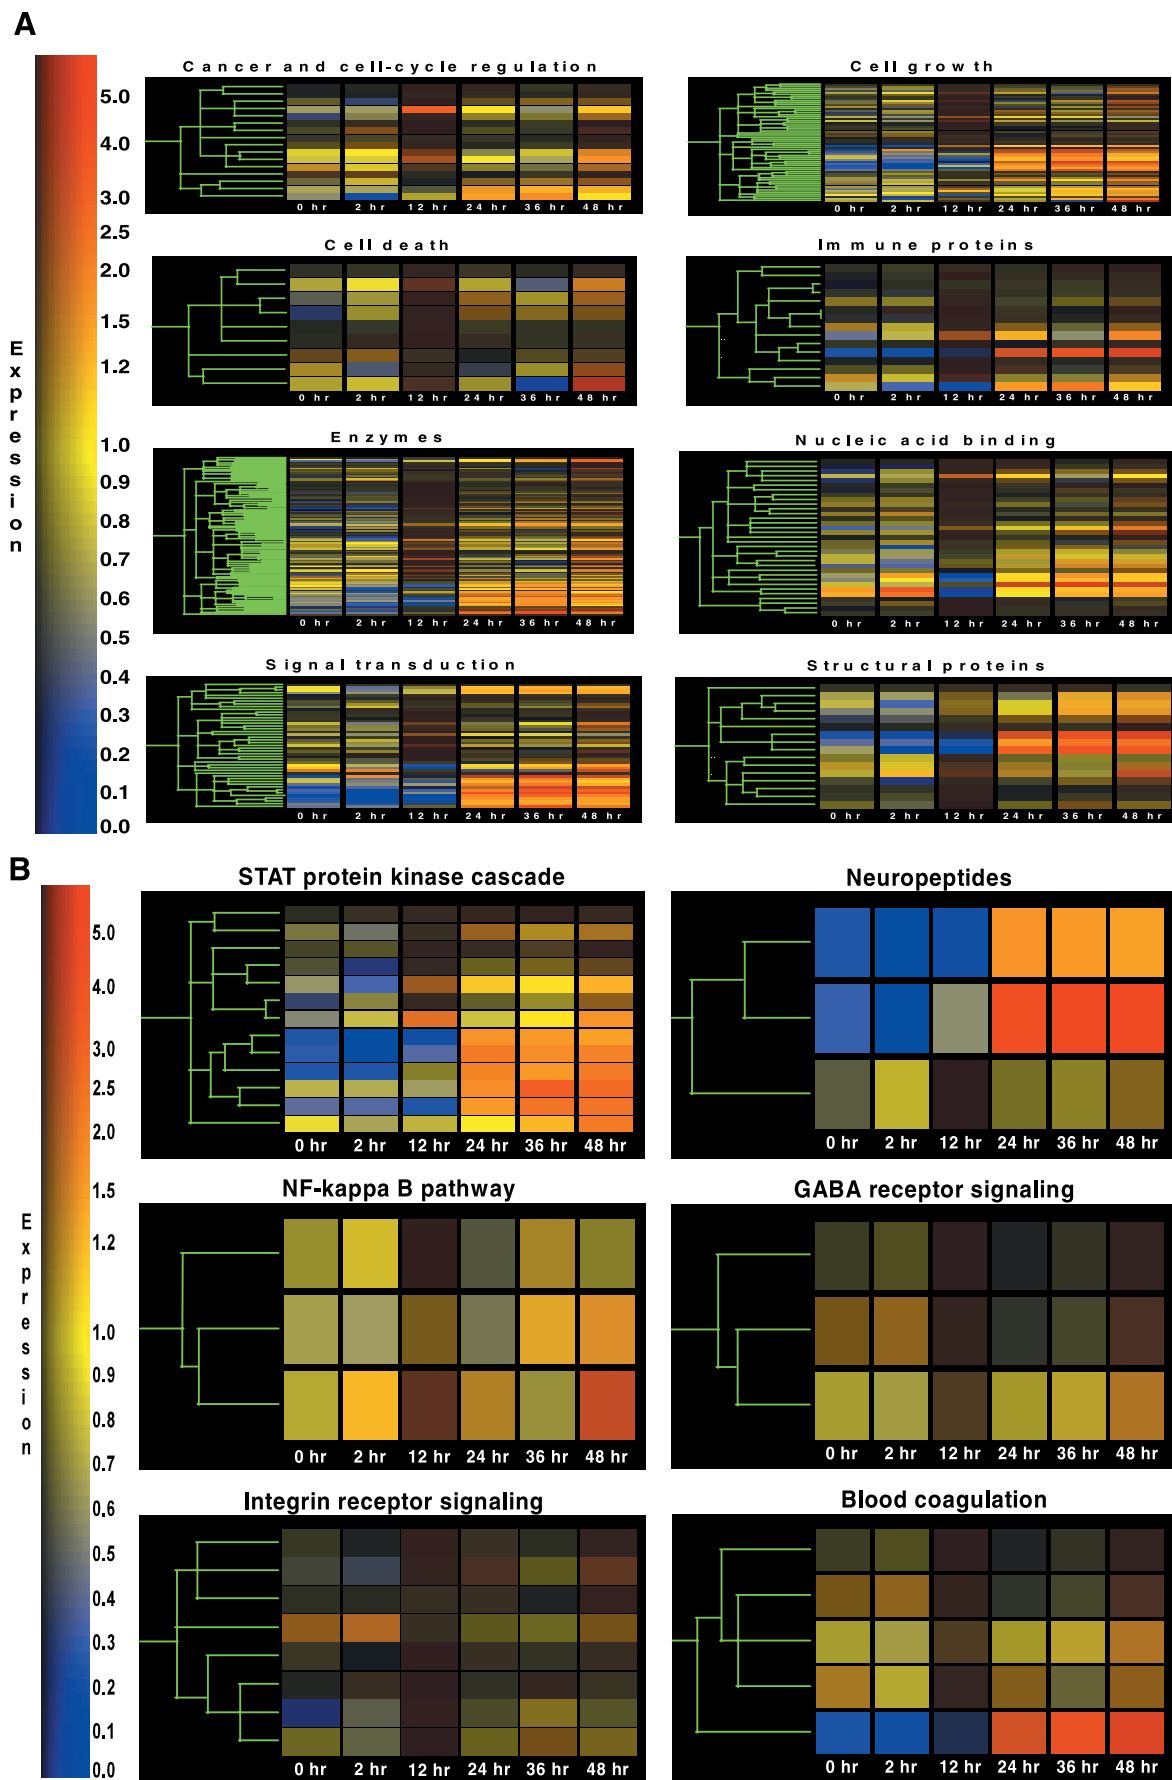 A
Cancer and cell-cycle regulation
0 hr 2 hr 12 hr 24 hr 36 hr 48 hr
Cell growth
0 hr 2 hr 12 hr 24 hr 36 hr 48 hr
Cell death
0 hr 2 hr 12 hr 24 hr 36 hr 48 hr
Immune proteins
0 hr 2 hr 12 hr 24 hr 36 hr 48 hr
Enzymes
0 hr 2 hr 12 hr 24 hr 36 hr 48 hr
Nucleic acid binding
0 hr 2 hr 12 hr 24 hr 36 hr 48 hr
Signal transduction
0 hr 2 hr 12 hr 24 hr 36 hr 48 hr
Structural proteins
0 hr 2 hr 12 hr 24 hr 36 hr 48 hr
Expression
5.0
4.0
3.0
2.5
2.0
1.5
1.2
1.0
0.9
0.8
0.7
0.6
0.5
0.4
0.3
0.2
0.1
0.0
B
STAT protein kinase cascade
0 hr 2 hr 12 hr 24 hr 36 hr 48 hr
Neuropeptides
0 hr 2 hr 12 hr 24 hr 36 hr 48 hr
NF-kappa B pathway
0 hr 2 hr 12 hr 24 hr 36 hr 48 hr
GABA receptor signaling
0 hr 2 hr 12 hr 24 hr 36 hr 48 hr
Integrin receptor signaling
0 hr 2 hr 12 hr 24 hr 36 hr 48 hr
Blood coagulation
0 hr 2 hr 12 hr 24 hr 36 hr 48 hr
Expression
5.0
4.0
3.0
2.5
2.0
1.5
1.2
1.0
0.9
0.8
0.7
0.6
0.5
0.4
0.3
0.2
0.1
0.0